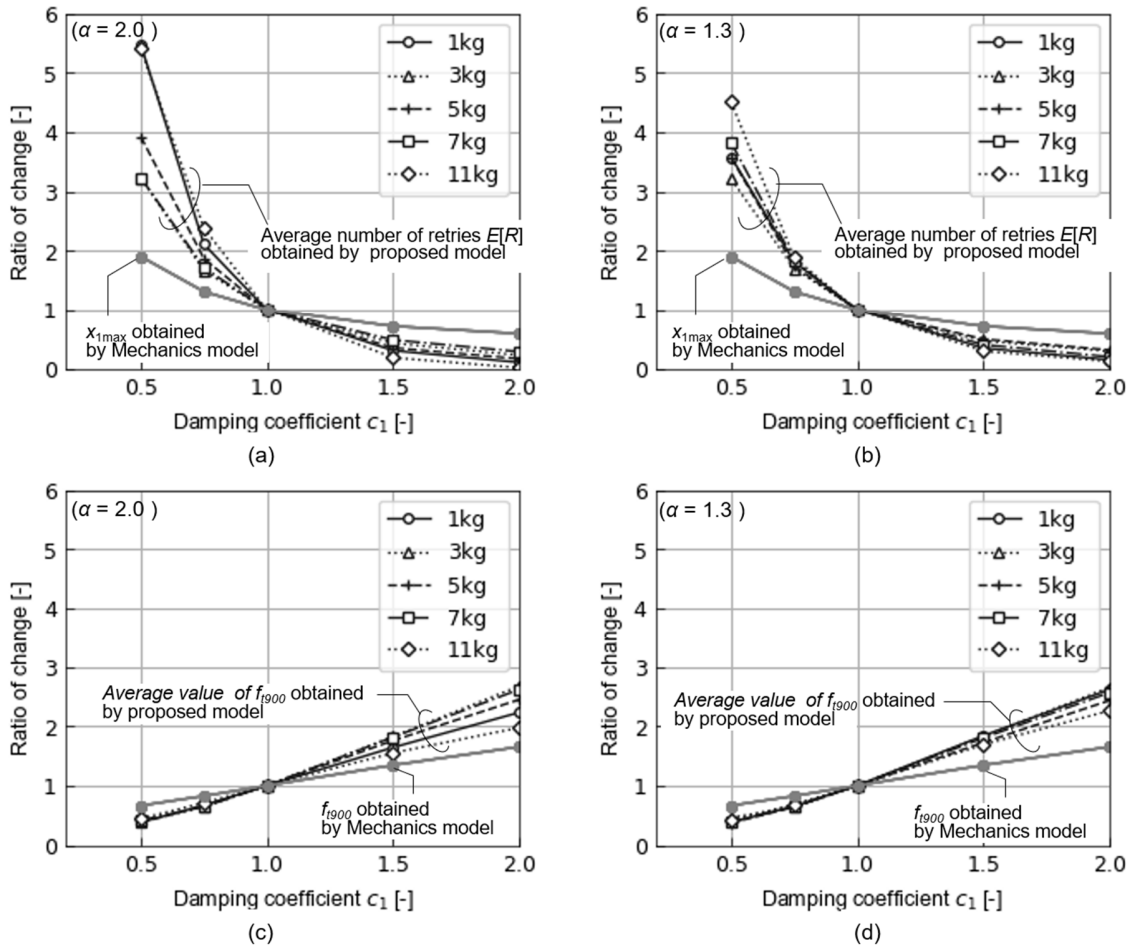 (α = 2.0 )
6
5
4
3
2
1
0
Ratio of change [-]
1kg
3kg
5kg
7kg
11kg
Average number of retries E[R]
obtained by proposed model
x1max obtained
by Mechanics model
0.5
1.0
1.5
2.0
Damping coefficient c1 [-]
(a)
(α = 1.3 )
6
5
4
3
2
1
0
Ratio of change [-]
1kg
3kg
5kg
7kg
11kg
Average number of retries E[R]
obtained by proposed model
x1max obtained
by Mechanics model
0.5
1.0
1.5
2.0
Damping coefficient c1 [-]
(b)
(α = 2.0 )
6
5
4
3
2
1
0
Ratio of change [-]
1kg
3kg
5kg
7kg
11kg
Average value of ft900 obtained
by proposed model
ft900 obtained
by Mechanics model
0.5
1.0
1.5
2.0
Damping coefficient c1 [-]
(c)
(α = 1.3 )
6
5
4
3
2
1
0
Ratio of change [-]
1kg
3kg
5kg
7kg
11kg
Average value of ft900 obtained
by proposed model
ft900 obtained
by Mechanics model
0.5
1.0
1.5
2.0
Damping coefficient c1 [-]
(d)